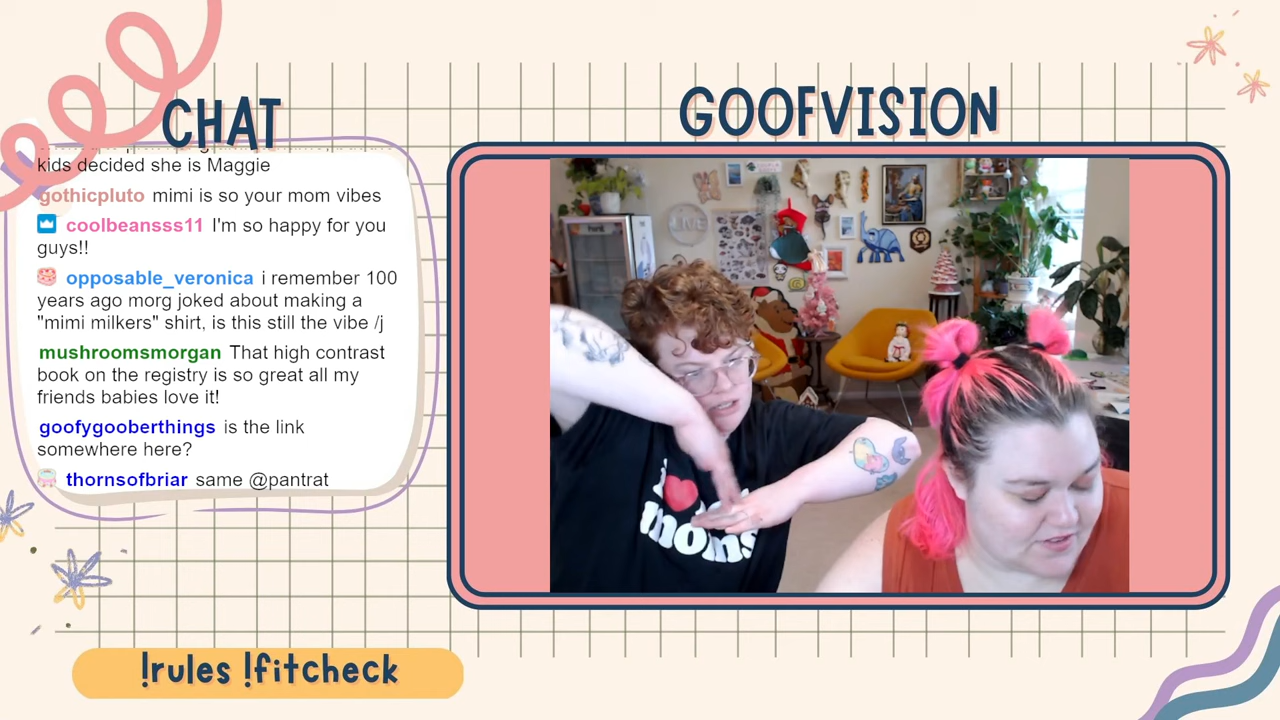 CHAT
GOOFVISION
kids decided she is Maggie
gothicpluto mimi is so your mom vibes
coolbeansss11 I'm so happy for you
guys!!
opposable_veronica i remember 100
years ago morg joked about making a
"mimi milkers" shirt, is this still the vibe /j
mushroomsmorgan That high contrast
book on the registry is so great all my
friends babies love it!
goofygooberthings is the link
somewhere here?
thornsofbriar same @pantrat
LIVE
I
moms
!rules !fitcheck